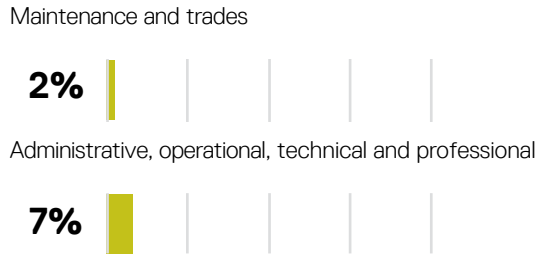 Maintenance and trades
2%
Administrative, operational, technical and professional
7%